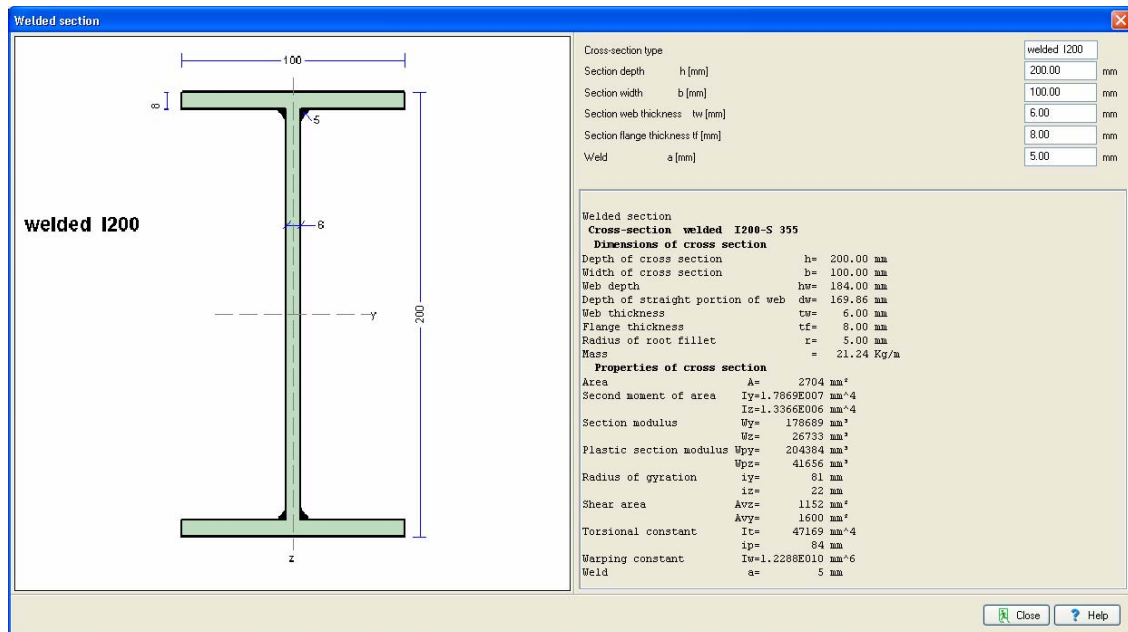 Welded section
100
8
5
welded I200
6
y
200
z
Cross-section type welded I200
Section depth h [mm] 200.00 mm
Section width b [mm] 100.00 mm
Section web thickness tw [mm] 6.00 mm
Section flange thickness tf [mm] 8.00 mm
Weld a [mm] 5.00 mm
Welded section
Cross-section welded I200-S 355
Dimensions of cross section
Depth of cross section h= 200.00 mm
Width of cross section b= 100.00 mm
Web depth hw= 184.00 mm
Depth of straight portion of web dw= 169.86 mm
Web thickness tw= 6.00 mm
Flange thickness tf= 8.00 mm
Radius of root fillet r= 5.00 mm
Mass = 21.24 Kg/m
Properties of cross section
Area A= 2704 mm²
Second moment of area Iy=1.7869E007 mm^4
Iz=1.3366E006 mm^4
Section modulus Wy= 178689 mm³
Wz= 26733 mm³
Plastic section modulus Wpy= 204384 mm³
Wpz= 41656 mm³
Radius of gyration iy= 81 mm
iz= 22 mm
Shear area Avz= 1152 mm²
Avy= 1600 mm²
Torsional constant It= 47169 mm^4
ip= 84 mm
Warping constant Iw=1.2288E010 mm^6
Weld a= 5 mm
Close ? Help